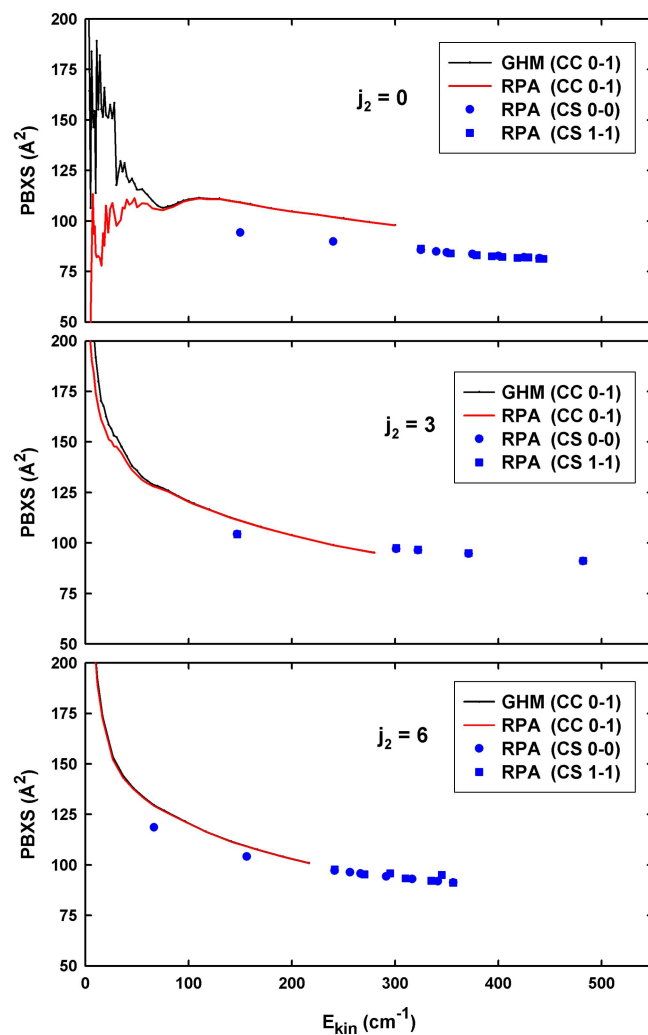 200
175
150
125
100
75
50
PBXS (Å²)
j₂ = 0
GHM (CC 0-1)
RPA (CC 0-1)
RPA (CS 0-0)
RPA (CS 1-1)
200
175
150
125
100
75
50
PBXS (Å²)
j₂ = 3
GHM (CC 0-1)
RPA (CC 0-1)
RPA (CS 0-0)
RPA (CS 1-1)
200
175
150
125
100
75
50
PBXS (Å²)
j₂ = 6
GHM (CC 0-1)
RPA (CC 0-1)
RPA (CS 0-0)
RPA (CS 1-1)
0 100 200 300 400 500
E_kin (cm⁻¹)